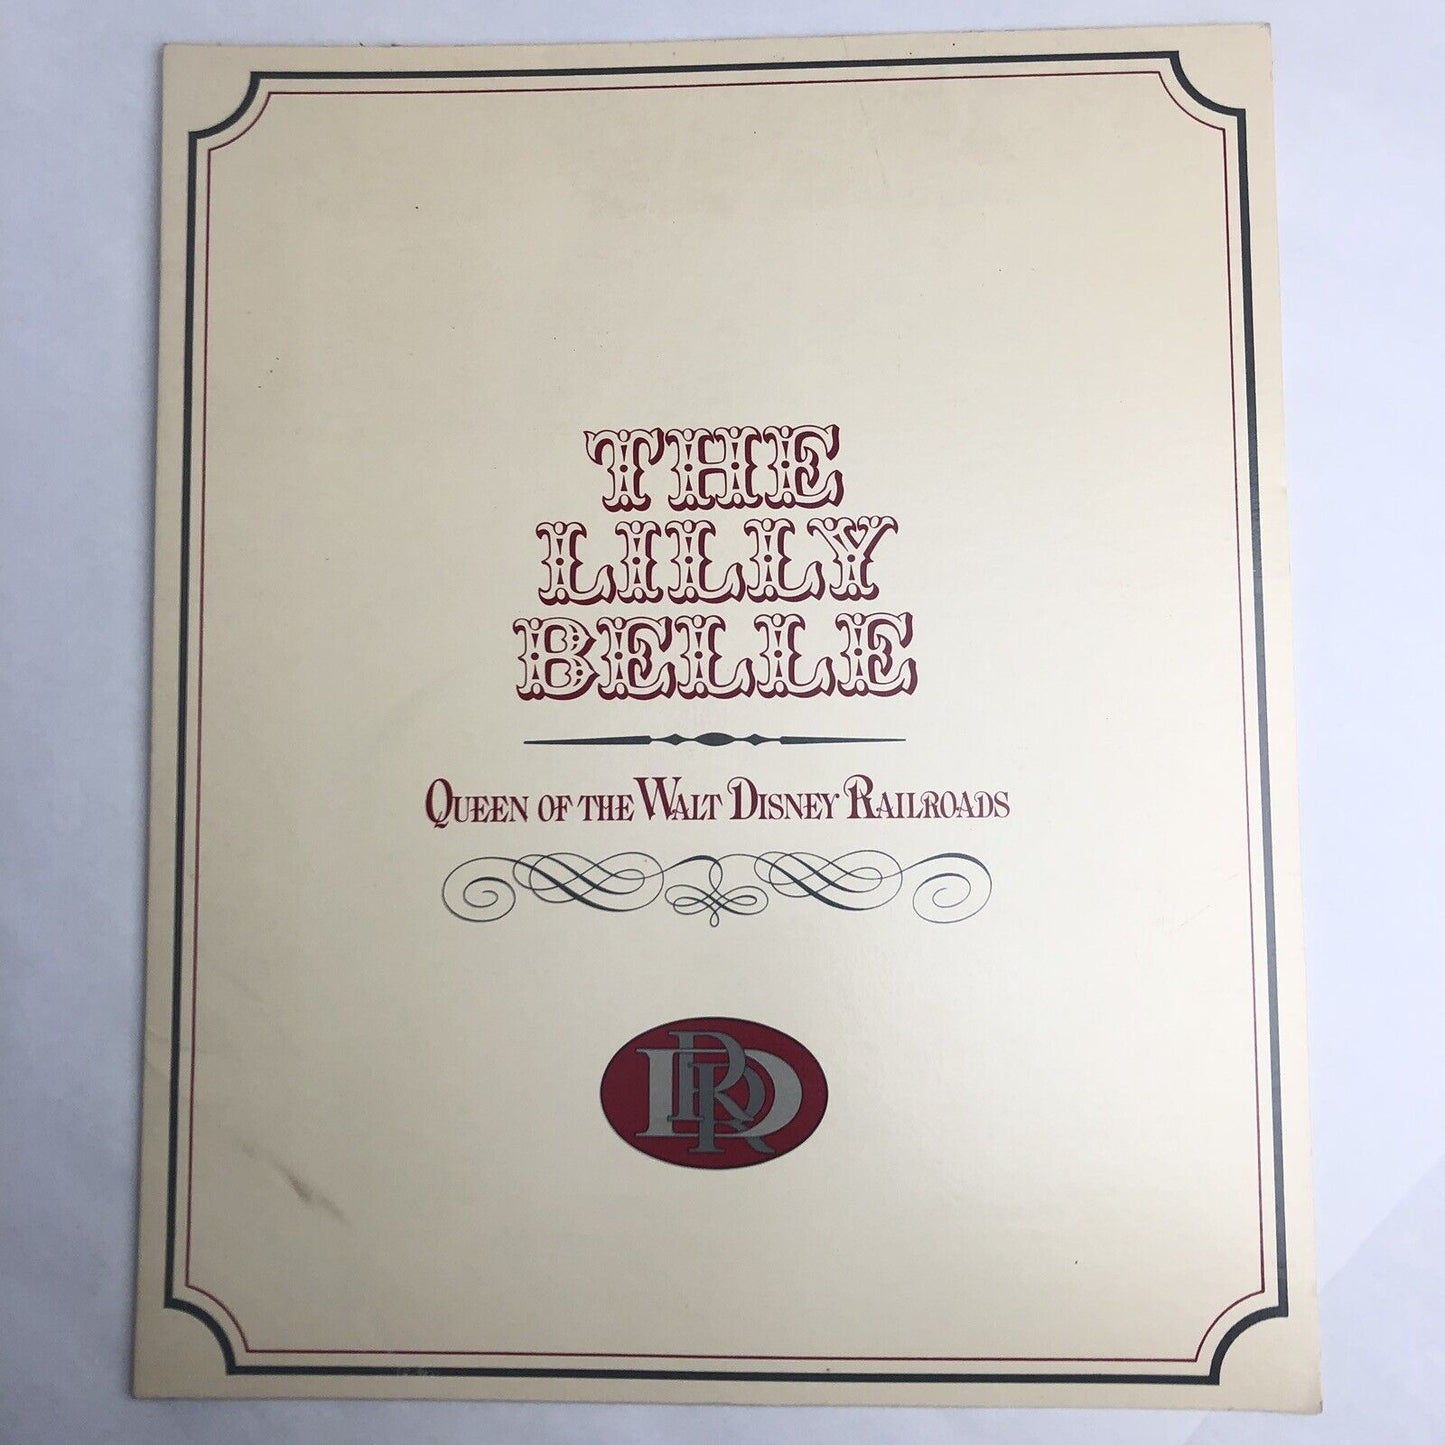 THE
LILLY
BELLE
QUEEN OF THE WALT DISNEY RAILROADS
DRR